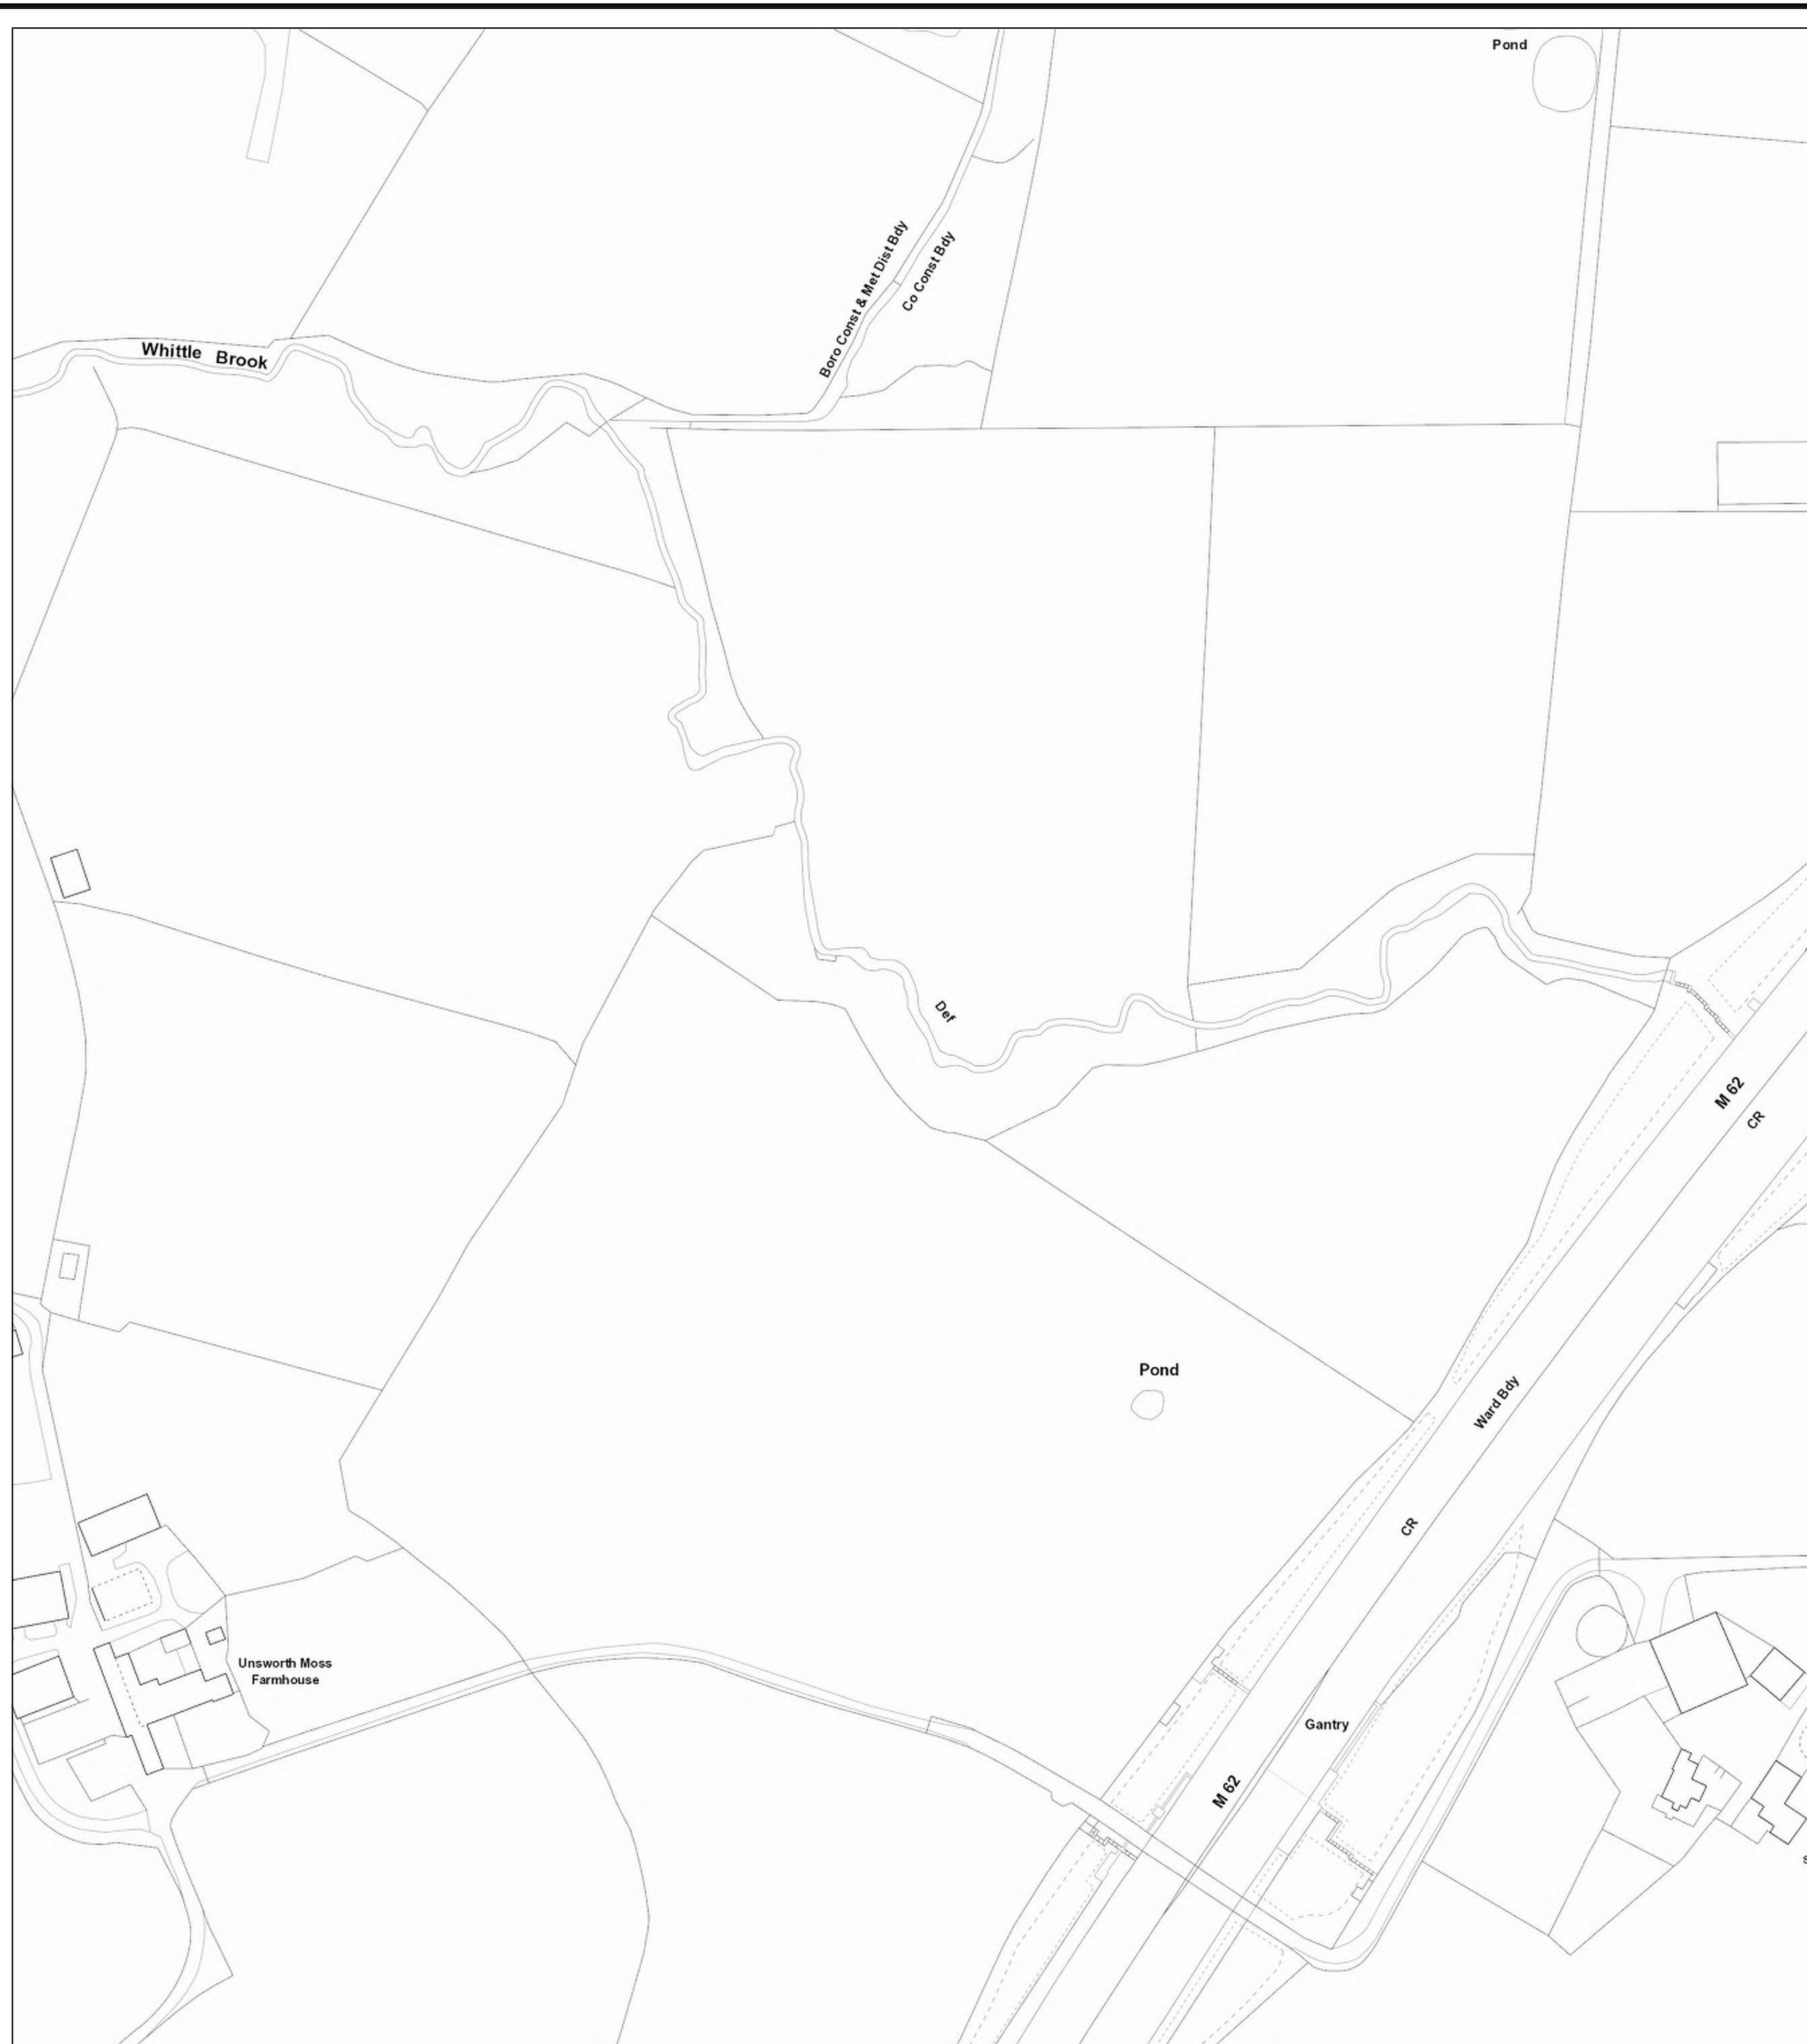 Pond
Boro Const & Met Dist Bdy
Co Const Bdy
Whittle Brook
Def
M 62
CR
Pond
Ward Bdy
CR
Unsworth Moss
Farmhouse
Gantry
M 62